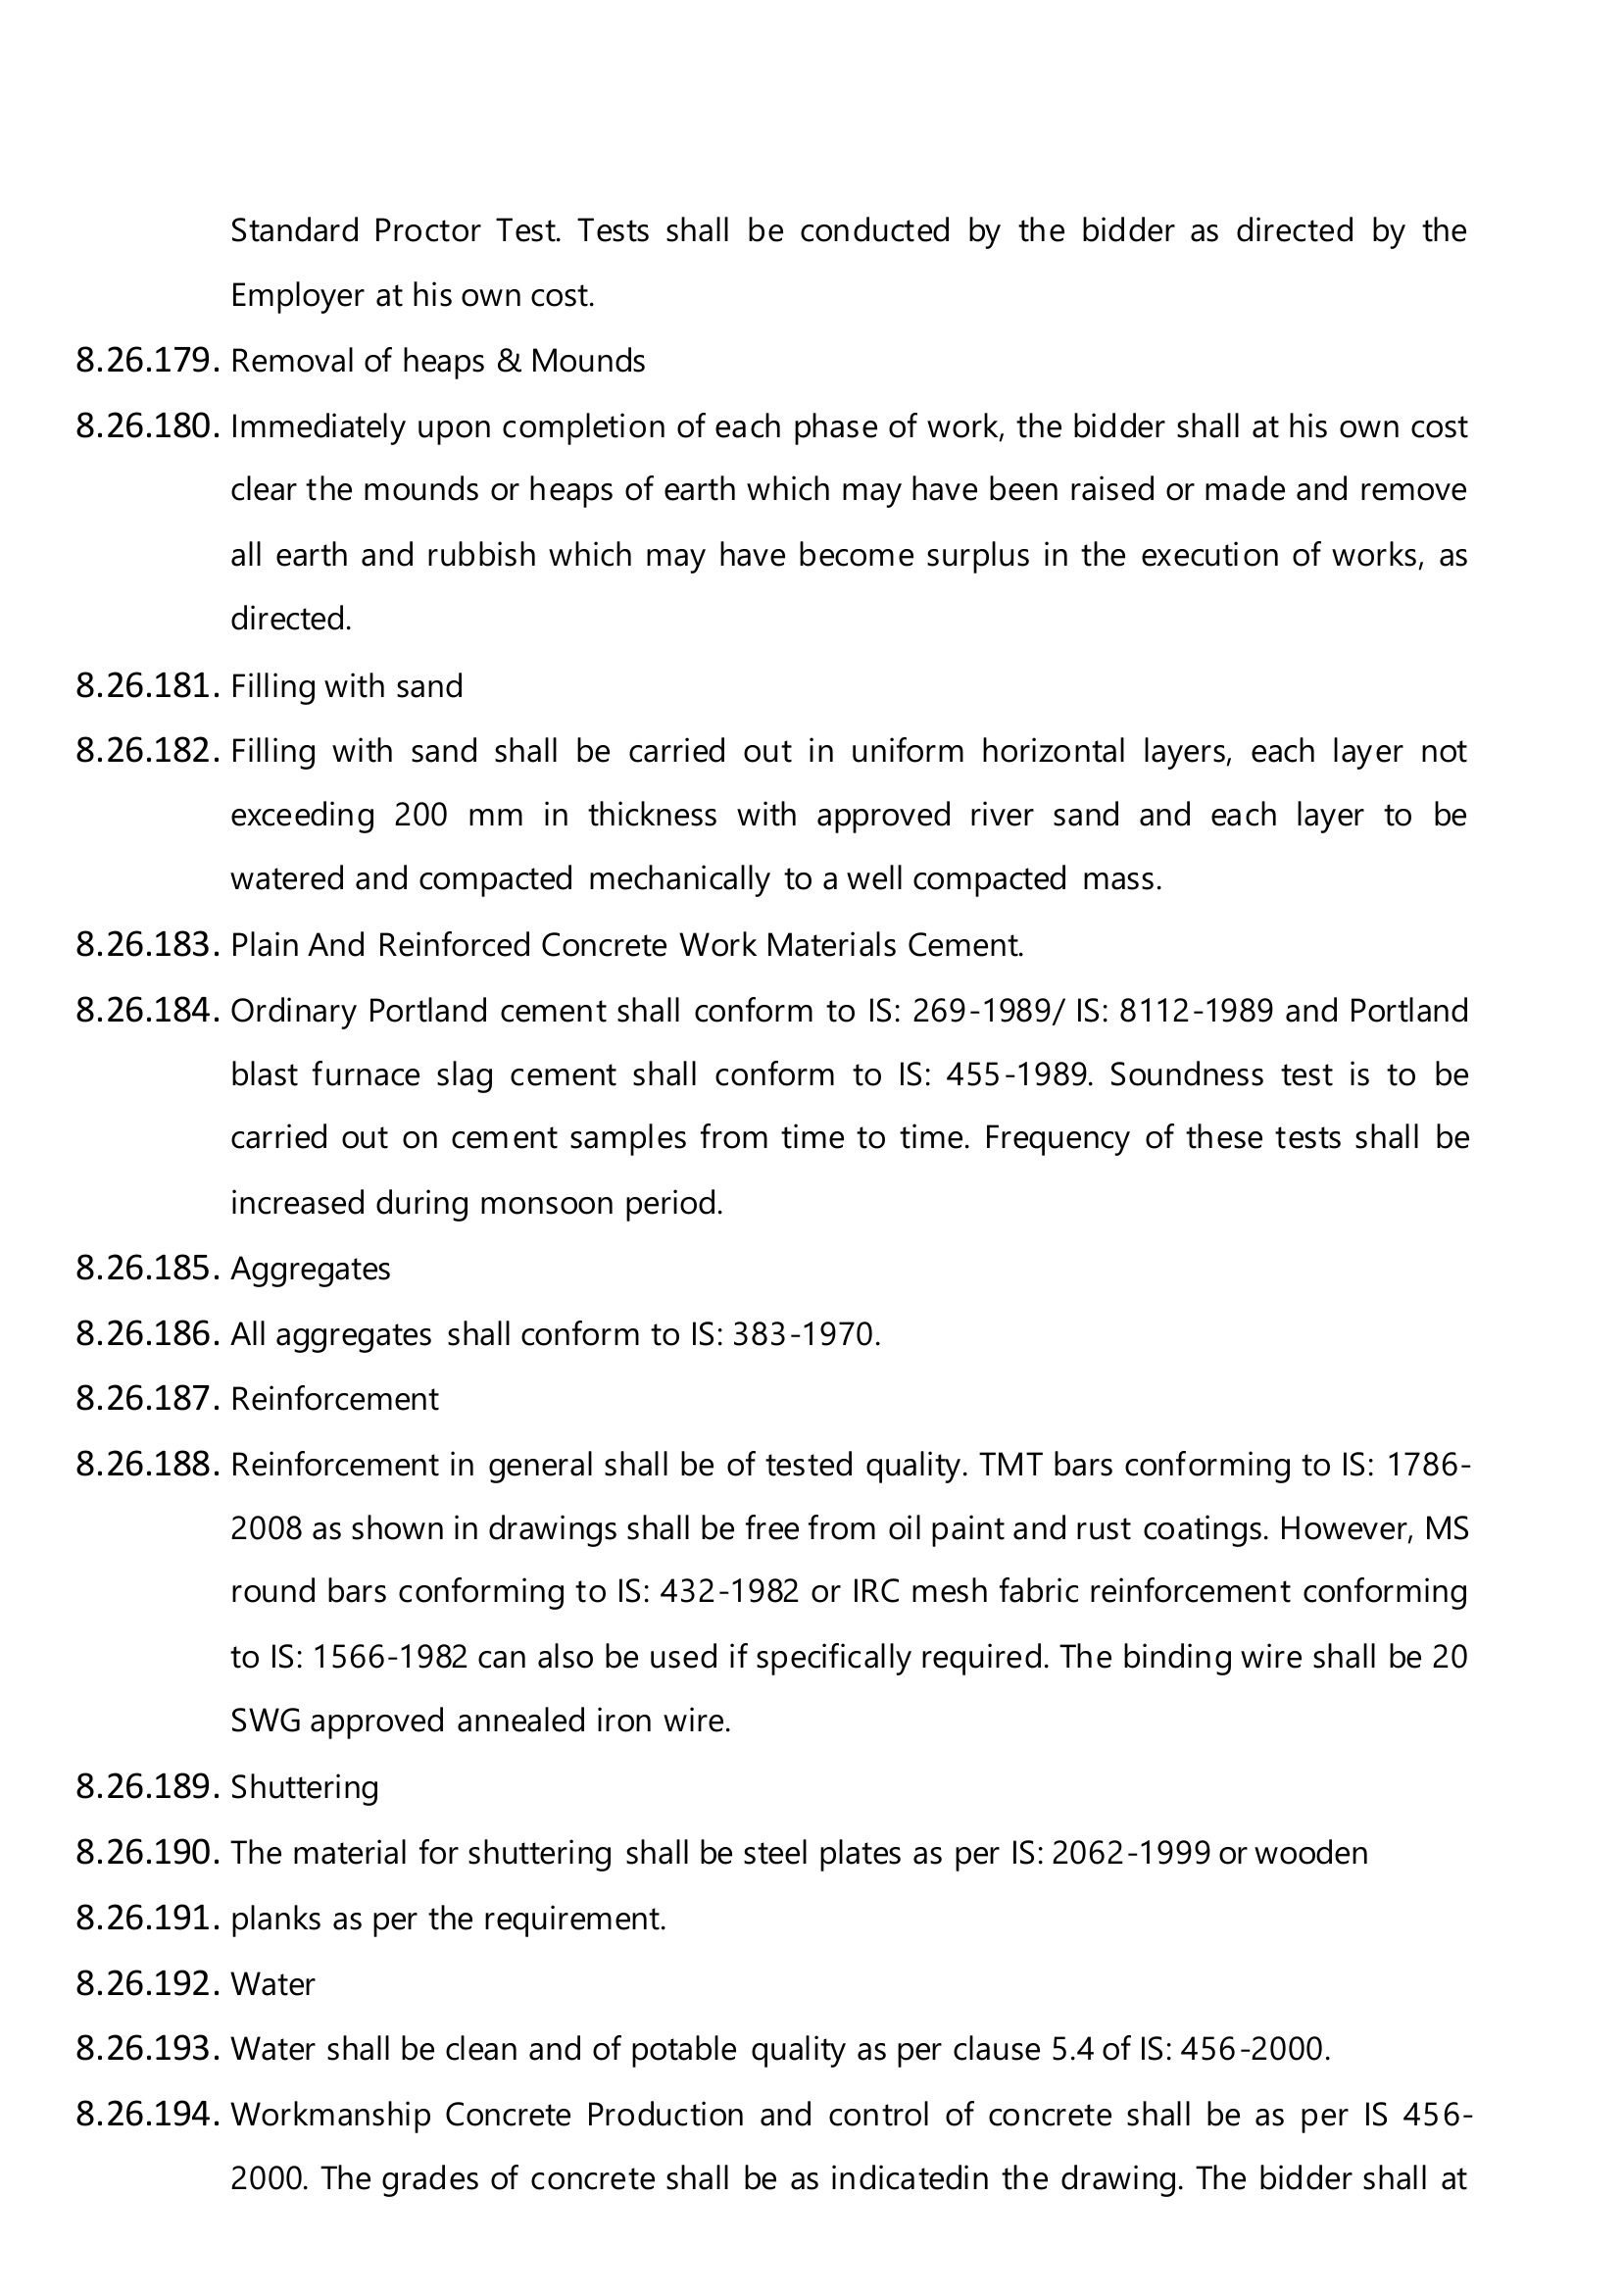 Standard Proctor Test. Tests shall be conducted by the bidder as directed by the
Employer at his own cost.
8.26.179. Removal of heaps & Mounds
8.26.180. Immediately upon completion of each phase of work, the bidder shall at his own cost
clear the mounds or heaps of earth which may have been raised or made and remove
all earth and rubbish which may have become surplus in the execution of works, as
directed.
8.26.181. Filling with sand
8.26.182. Filling with sand shall be carried out in uniform horizontal layers, each layer not
exceeding 200 mm in thickness with approved river sand and each layer to be
watered and compacted mechanically to a well compacted mass.
8.26.183. Plain And Reinforced Concrete Work Materials Cement.
8.26.184. Ordinary Portland cement shall conform to IS: 269-1989/ IS: 8112-1989 and Portland
blast furnace slag cement shall conform to IS: 455-1989. Soundness test is to be
carried out on cement samples from time to time. Frequency of these tests shall be
increased during monsoon period.
8.26.185. Aggregates
8.26.186. All aggregates shall conform to IS: 383-1970.
8.26.187. Reinforcement
8.26.188. Reinforcement in general shall be of tested quality. TMT bars conforming to IS: 1786-
2008 as shown in drawings shall be free from oil paint and rust coatings. However, MS
round bars conforming to IS: 432-1982 or IRC mesh fabric reinforcement conforming
to IS: 1566-1982 can also be used if specifically required. The binding wire shall be 20
SWG approved annealed iron wire.
8.26.189. Shuttering
8.26.190. The material for shuttering shall be steel plates as per IS: 2062-1999 or wooden
8.26.191. planks as per the requirement.
8.26.192. Water
8.26.193. Water shall be clean and of potable quality as per clause 5.4 of IS: 456-2000.
8.26.194. Workmanship Concrete Production and control of concrete shall be as per IS 456-
2000. The grades of concrete shall be as indicatedin the drawing. The bidder shall at